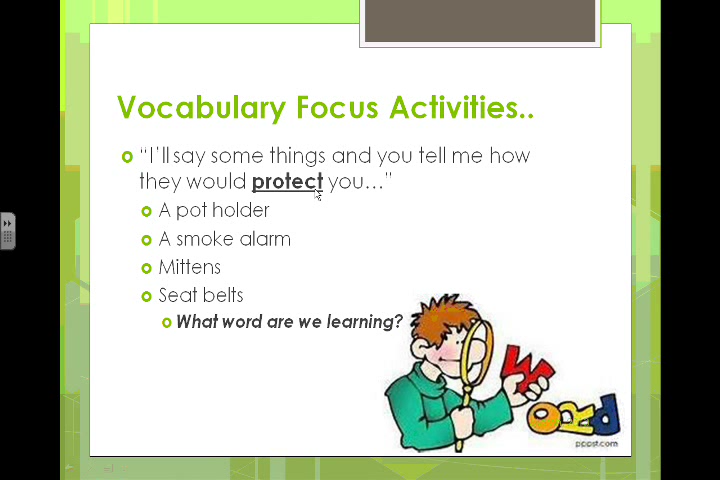 Vocabulary Focus Activities..
“I’ll say some things and you tell me how
they would protect you…”
A pot holder
A smoke alarm
Mittens
Seat belts
What word are we learning?
WORd
pppst.com